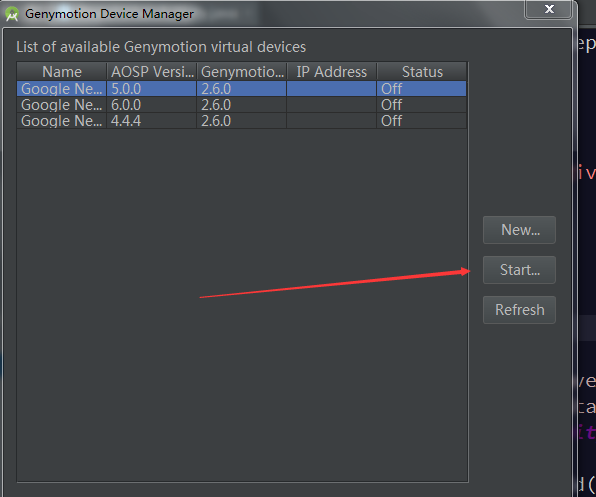 Genymotion Device Manager
List of available Genymotion virtual devices
Name AOSP Versi... Genymotio... IP Address Status
Google Ne... 5.0.0 2.6.0 Off
Google Ne... 6.0.0 2.6.0 Off
Google Ne... 4.4.4 2.6.0 Off
New...
Start...
Refresh
ep
iv
ve
ta
it
d(